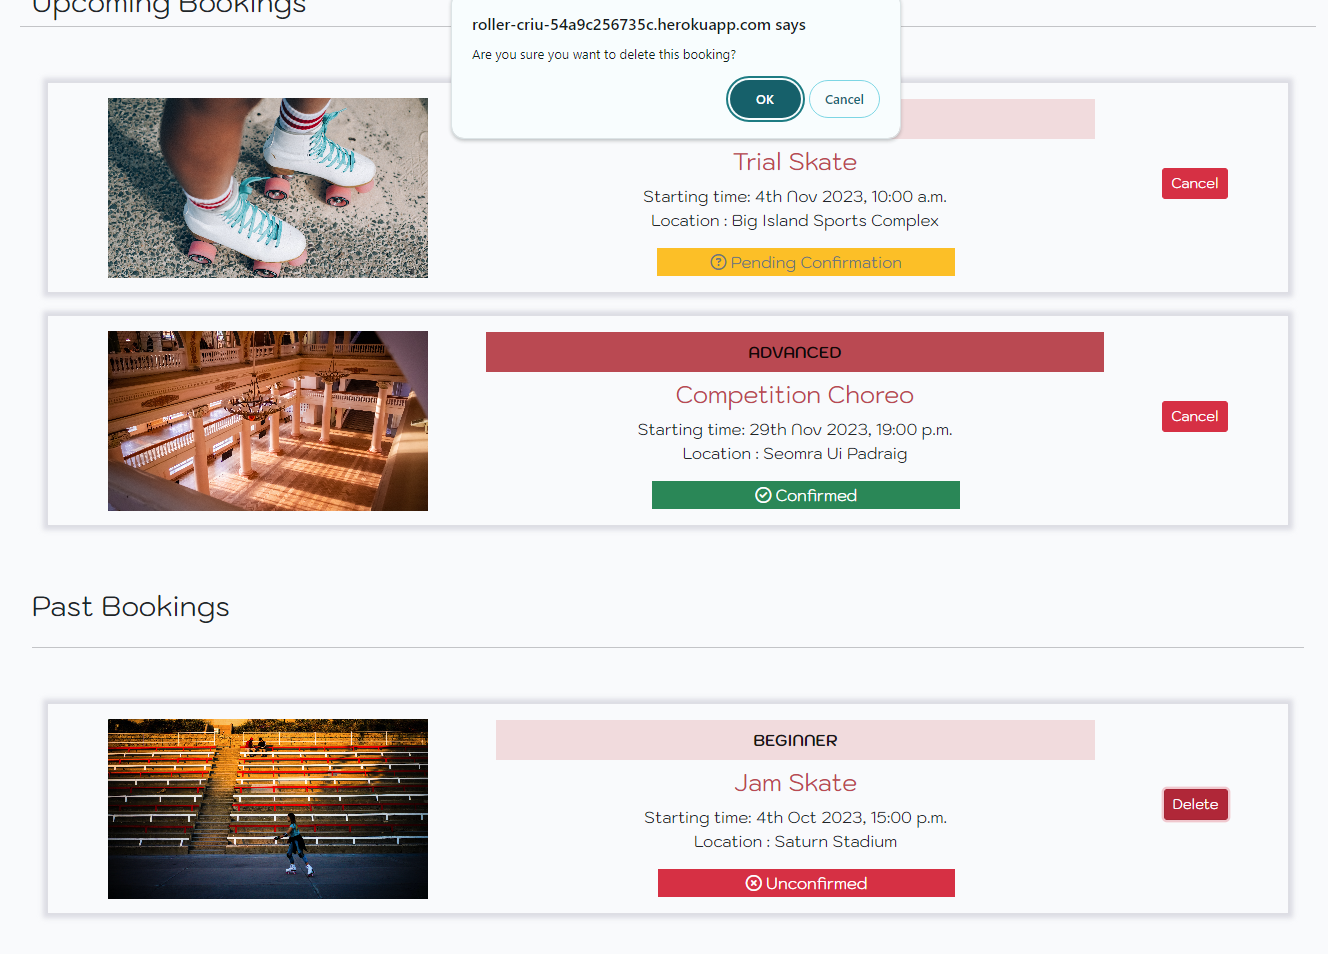 Upcoming Bookings
roller-criu-54a9c256735c.herokuapp.com says
Are you sure you want to delete this booking?
OK
Cancel
Trial Skate
Starting time: 4th Nov 2023, 10:00 a.m.
Location : Big Island Sports Complex
Pending Confirmation
Cancel
ADVANCED
Competition Choreo
Starting time: 29th Nov 2023, 19:00 p.m.
Location : Seomra Ui Padraig
Confirmed
Cancel
Past Bookings
BEGINNER
Jam Skate
Starting time: 4th Oct 2023, 15:00 p.m.
Location : Saturn Stadium
Unconfirmed
Delete